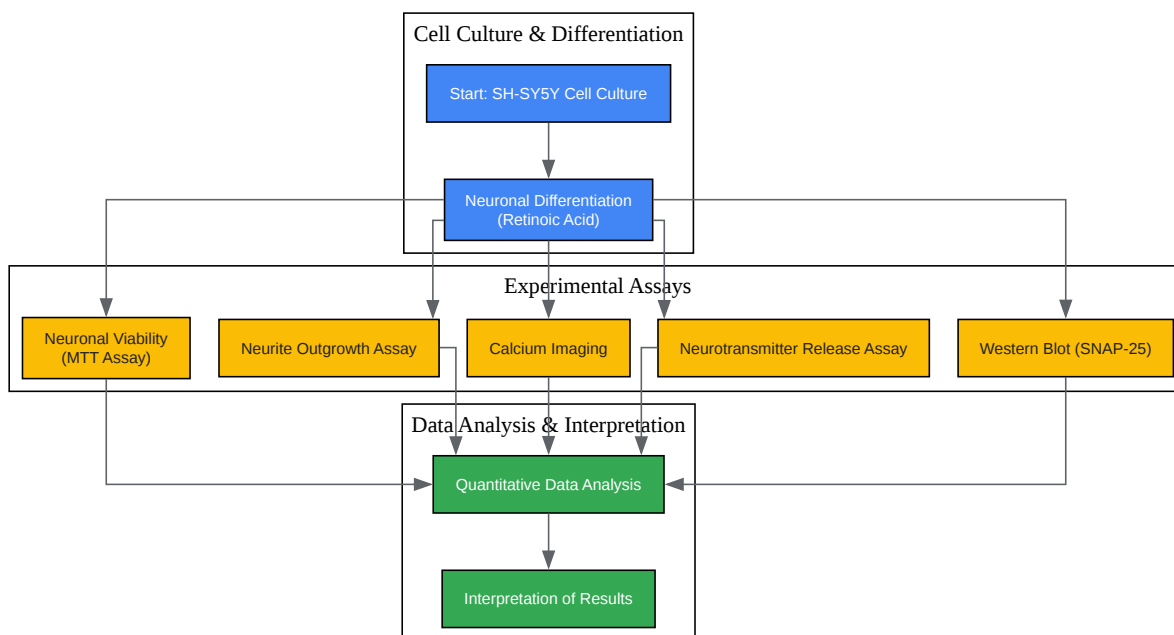 Cell Culture & Differentiation
Start: SH-SY5Y Cell Culture
Neuronal Differentiation
(Retinoic Acid)
Experimental Assays
Neuronal Viability
(MTT Assay)
Neurite Outgrowth Assay
Calcium Imaging
Neurotransmitter Release Assay
Western Blot (SNAP-25)
Data Analysis & Interpretation
Quantitative Data Analysis
Interpretation of Results